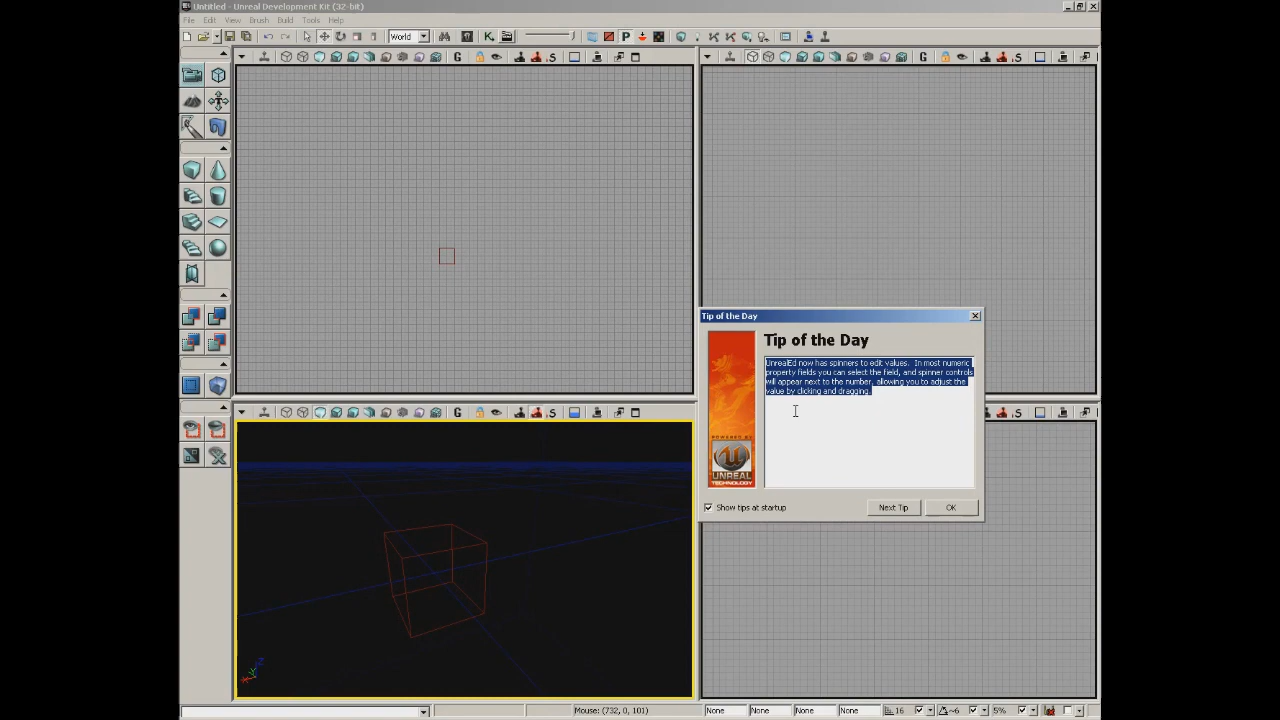 Untitled - Unreal Development Kit (32-bit)
File Edit View Brush Build Tools Help
World
P
G
S
G
S
Tip of the Day
Tip of the Day
UnrealEd now has spinners to edit values. In most numeric
property fields you can select the field, and spinner controls
will appear next to the number, allowing you to adjust the
value by clicking and dragging.
POWERED BY
UNREAL
TECHNOLOGY
Show tips at startup
Next Tip
OK
G
S
S
Z
Y
X
Mouse: (732, 0, 101)
None None None None 16 ~6 5%